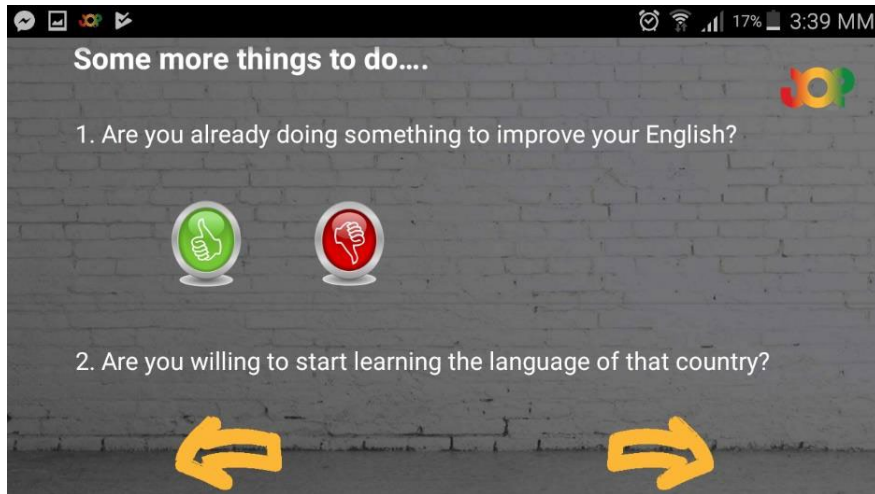 17% 3:39 MM
Some more things to do....
JOP
1. Are you already doing something to improve your English?
2. Are you willing to start learning the language of that country?